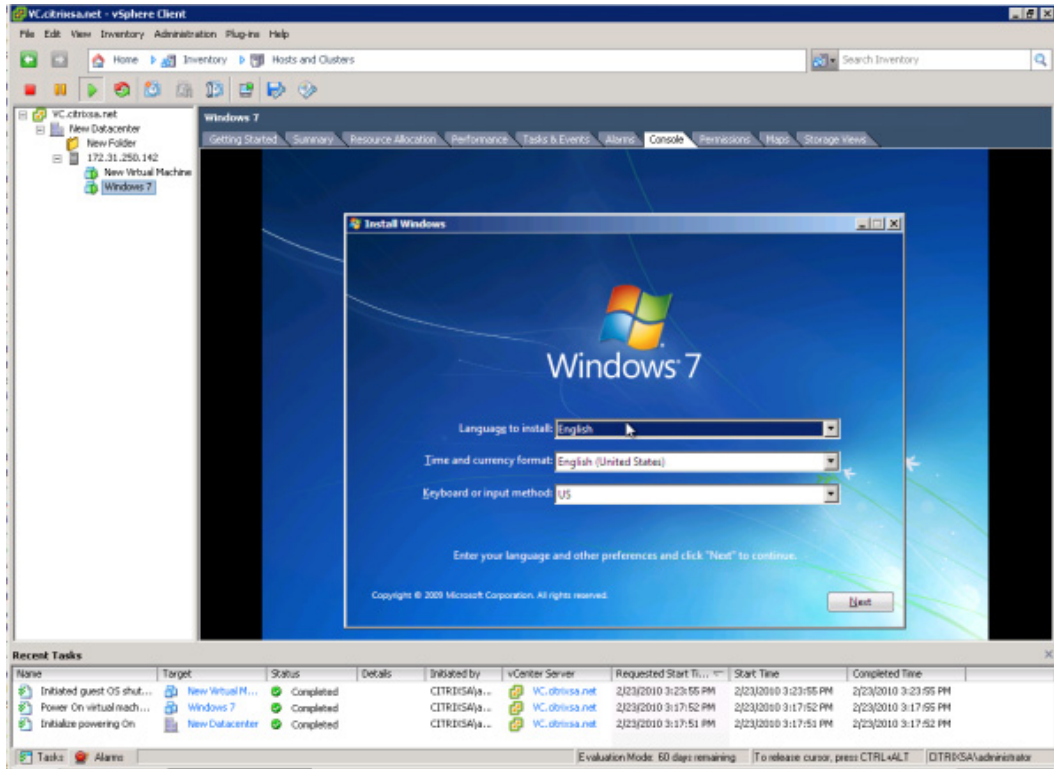 VC.citrixsa.net - vSphere Client
File Edit View Inventory Administration Plug-ins Help
Home Inventory Hosts and Clusters Search Inventory
VC.citrixsa.net
New Datacenter
New Folder
172.31.250.142
New Virtual Machine
Windows 7
Windows 7
Getting Started Summary Resource Allocation Performance Tasks & Events Alarms Console Permissions Maps Storage Views
Install Windows
Windows 7
Language to install: English
Time and currency format: English (United States)
Keyboard or input method: US
Enter your language and other preferences and click "Next" to continue.
Copyright © 2009 Microsoft Corporation. All rights reserved.
Next
Recent Tasks
Name Target Status Details Initiated by vCenter Server Requested Start Ti... Start Time Completed Time
Initiated guest OS shut... New Virtual M... Completed CITRIXSA\a... VC.citrixsa.net 2/23/2010 3:23:55 PM 2/23/2010 3:23:55 PM 2/23/2010 3:23:55 PM
Power On virtual mach... Windows 7 Completed CITRIXSA\a... VC.citrixsa.net 2/23/2010 3:17:52 PM 2/23/2010 3:17:52 PM 2/23/2010 3:17:55 PM
Initialize powering On New Datacenter Completed CITRIXSA\a... VC.citrixsa.net 2/23/2010 3:17:51 PM 2/23/2010 3:17:51 PM 2/23/2010 3:17:52 PM
Tasks Alarms Evaluation Mode: 60 days remaining To release cursor, press CTRL+ALT CITRIXSA\administrator